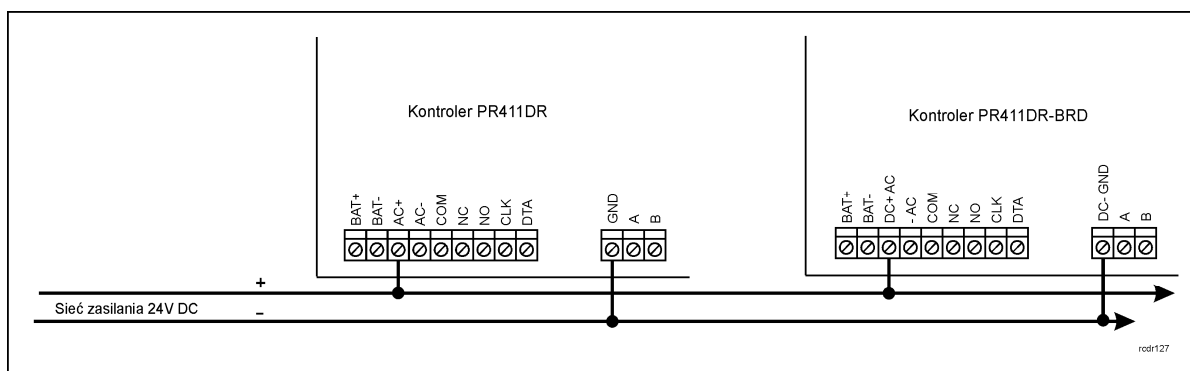 Kontroler PR411DR
Kontroler PR411DR-BRD
BAT+
BAT-
AC+
AC-
COM
NC
NO
CLK
DTA
GND
A
B
BAT+
BAT-
DC+ AC
- AC
COM
NC
NO
CLK
DTA
DC- GND
A
B
+
Sieć zasilania 24V DC
–
rcdr127